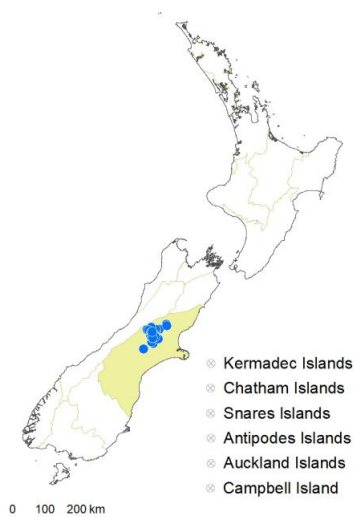 Kermadec Islands
Chatham Islands
Snares Islands
Antipodes Islands
Auckland Islands
Campbell Island
0 100 200 km